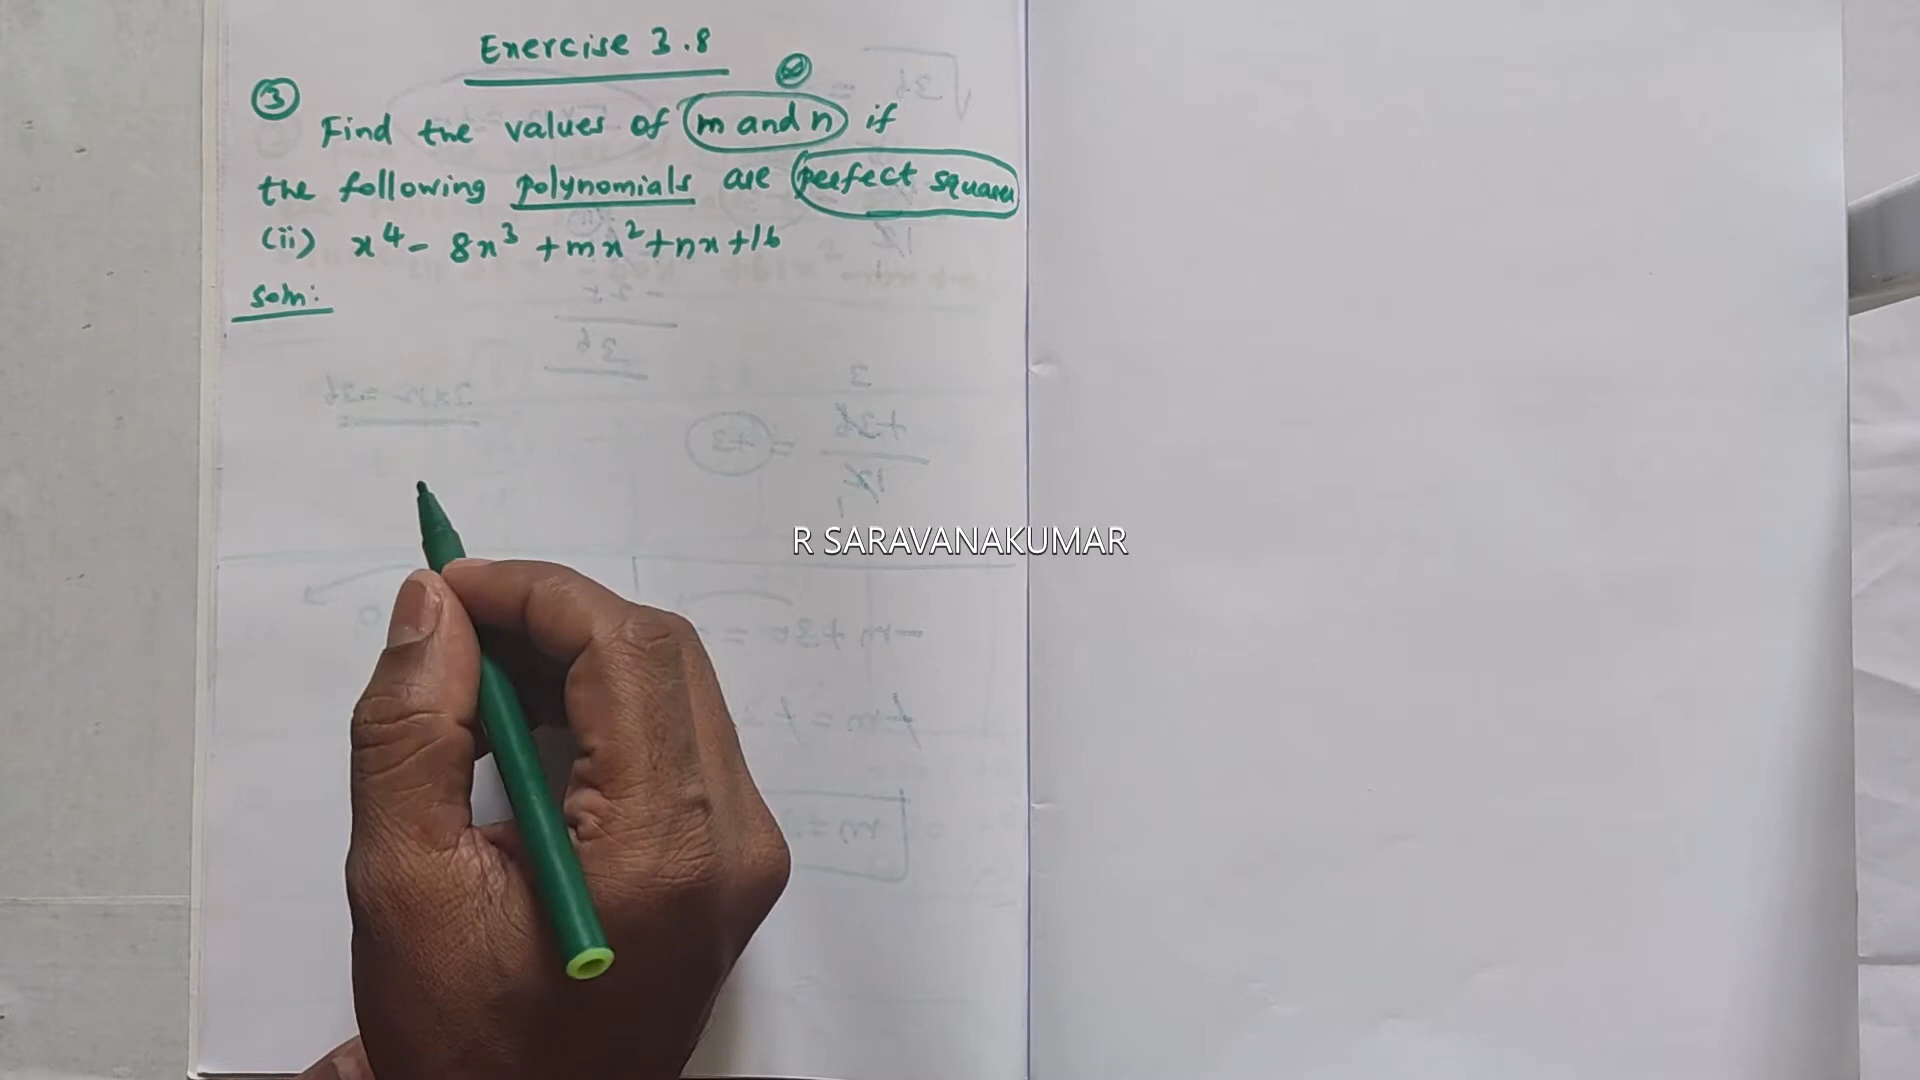 Exercise 3.8
③
Find the values of m and n if
the following polynomials are perfect squares
(ii) x⁴ - 8x³ + mx² + nx + 16
soln:
R SARAVANAKUMAR